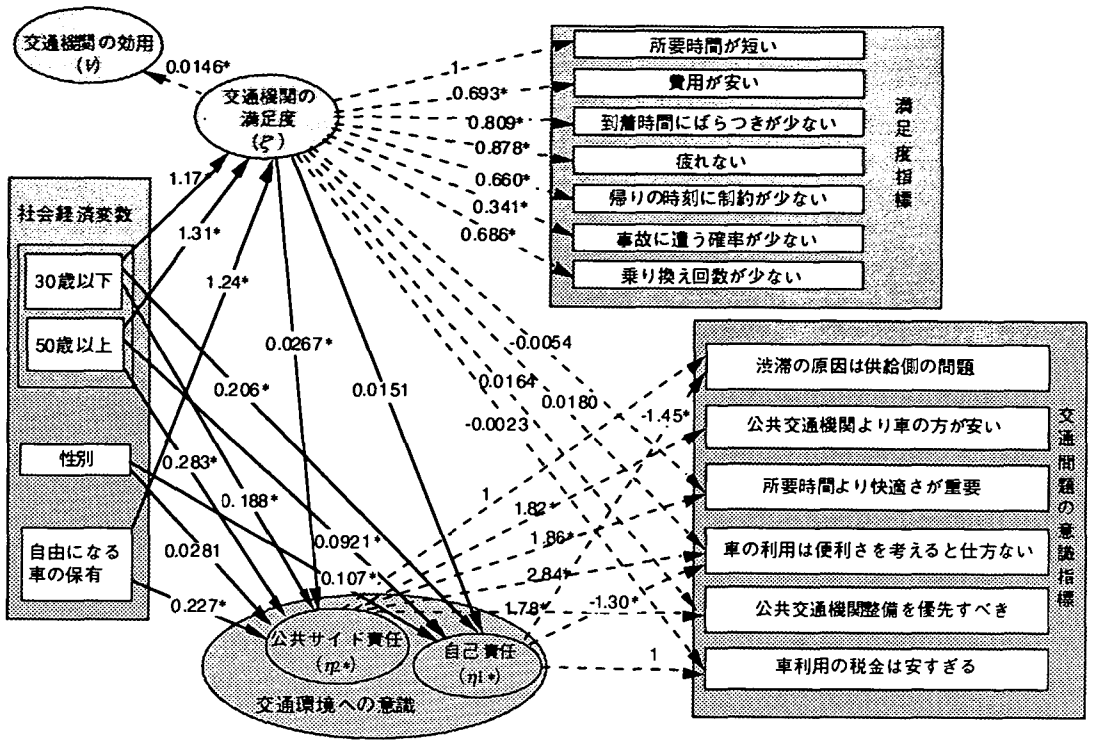 交通機関の効用
(ν)
0.0146*
交通機関の
満足度
(ζ)
1
0.693*
0.809*
0.878*
0.660*
0.341*
0.686*
所要時間が短い
費用が安い
到着時間にばらつきが少ない
疲れない
帰りの時刻に制約が少ない
事故に遭う確率が少ない
乗り換え回数が少ない
満足度指標
社会経済変数
30歳以下
50歳以上
性別
自由になる
車の保有
1.17*
1.31*
1.24*
0.0267*
0.0151
0.206*
0.283*
0.188*
0.0921*
0.107*
0.0281
0.227*
-0.0054
0.0164
0.0180
-0.0023
-1.45*
1
1.82*
1.86*
2.84*
1.78*
-1.30*
1
渋滞の原因は供給側の問題
公共交通機関より車の方が安い
所要時間より快適さが重要
車の利用は便利さを考えると仕方ない
公共交通機関整備を優先すべき
車利用の税金は安すぎる
交通問題の意識指標
公共サイド責任
(η2*)
自己責任
(η1*)
交通環境への意識